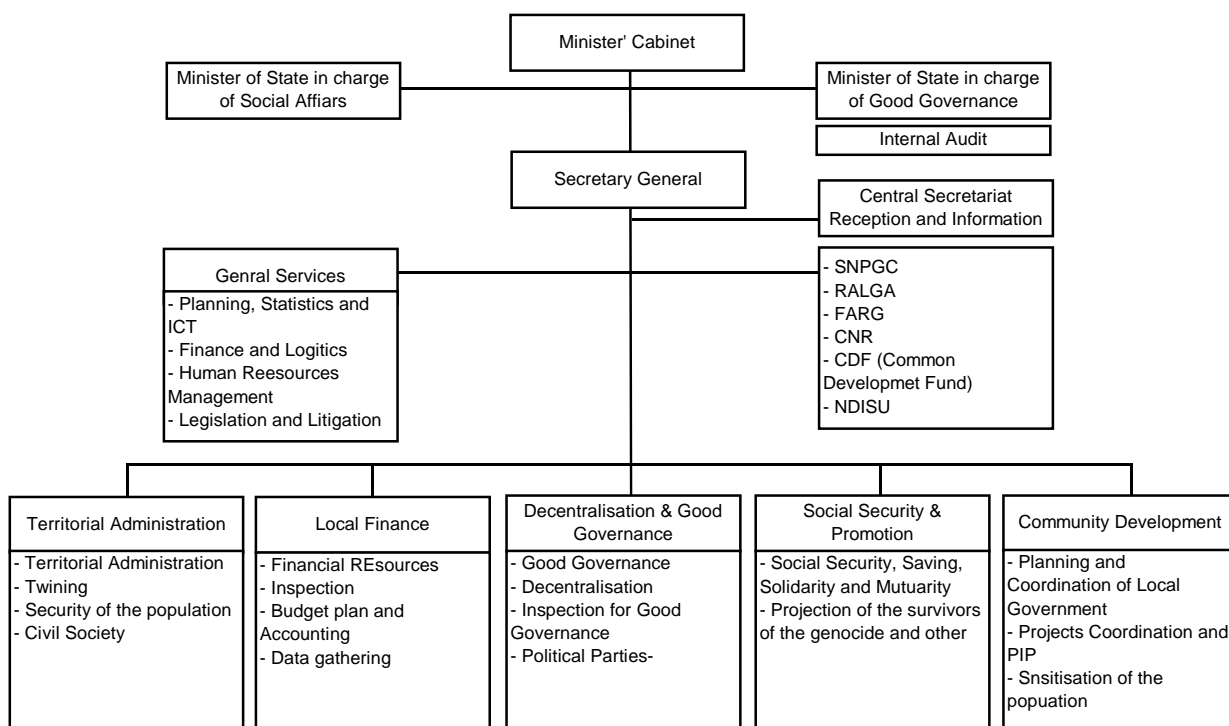 Minister' Cabinet
Minister of State in charge
of Social Affiars
Minister of State in charge
of Good Governance
Internal Audit
Secretary General
Central Secretariat
Reception and Information
Genral Services
- Planning, Statistics and
ICT
- Finance and Logitics
- Human Reesources
Management
- Legislation and Litigation
- SNPGC
- RALGA
- FARG
- CNR
- CDF (Common
Developmet Fund)
- NDISU
Territorial Administration
- Territorial Administration
- Twining
- Security of the population
- Civil Society
Local Finance
- Financial REsources
- Inspection
- Budget plan and
Accounting
- Data gathering
Decentralisation & Good
Governance
- Good Governance
- Decentralisation
- Inspection for Good
Governance
- Political Parties-
Social Security &
Promotion
- Social Security, Saving,
Solidarity and Mutuarity
- Projection of the survivors
of the genocide and other
Community Development
- Planning and
Coordination of Local
Government
- Projects Coordination and
PIP
- Snsitisation of the
popuation